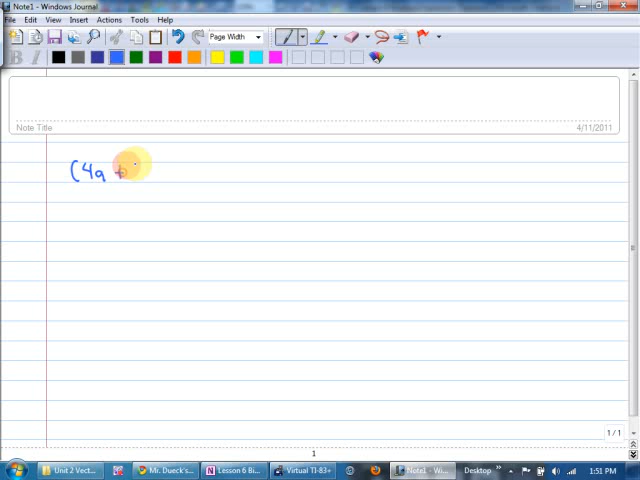 Note1 - Windows Journal
File Edit View Insert Actions Tools Help
Page Width
B I
Note Title 4/11/2011
(4a +
1 / 1
1
Unit 2 Vect... Mr. Dueck's... Lesson 6 Bi... Virtual TI-83+ Note1 - Wi... Desktop 1:51 PM